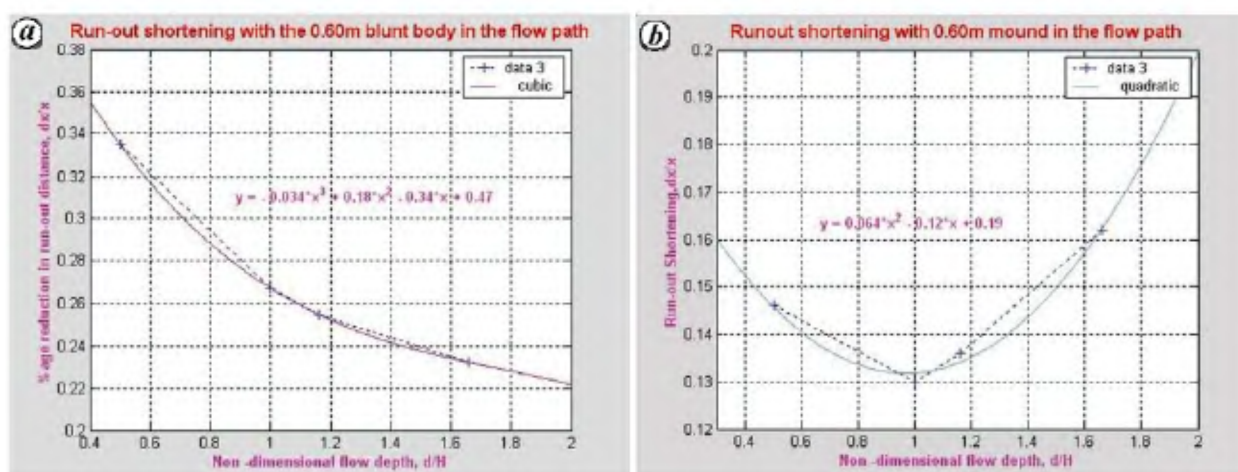 a Run-out shortening with the 0.60m blunt body in the flow path
0.38
0.36
0.34
0.32
0.3
0.28
0.26
0.24
0.22
0.2
%age reduction in run-out distance, dx/x
data 3
cubic
y = - 0.034*x^3 + 0.18*x^2 - 0.34*x + 0.47
0.4 0.6 0.8 1 1.2 1.4 1.6 1.8 2
Non -dimensional flow depth, d/H
b Runout shortening with 0.60m mound in the flow path
0.2
0.19
0.18
0.17
0.16
0.15
0.14
0.13
0.12
Run-out Shortening,dx/x
data 3
quadratic
y = 0.064*x^2 - 0.12*x + 0.19
0.4 0.6 0.8 1 1.2 1.4 1.6 1.8 2
Non -dimensional flow depth, d/H